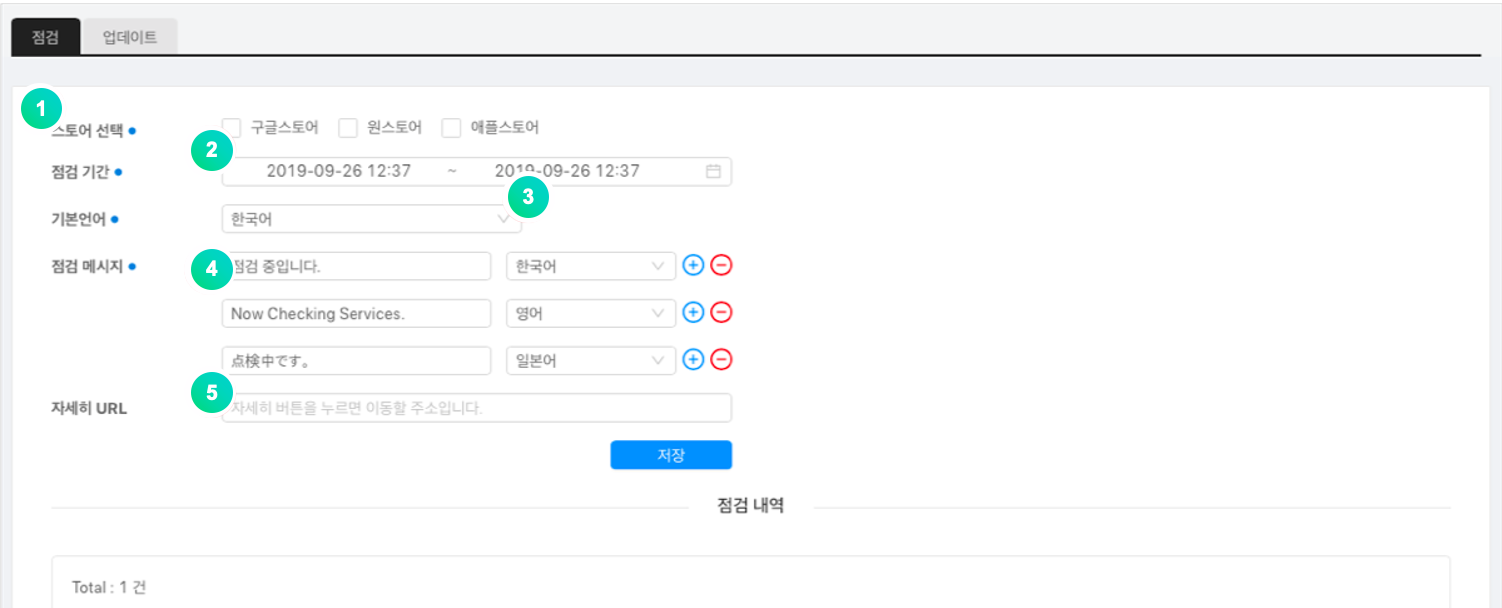 점검 업데이트
1
스토어 선택 구글스토어 원스토어 애플스토어
2
점검 기간 2019-09-26 12:37 ~ 2019-09-26 12:37
3
기본언어 한국어
점검 메시지 4 점검 중입니다. 한국어
Now Checking Services. 영어
点検中です。 일본어
5
자세히 URL 자세히 버튼을 누르면 이동할 주소입니다.
저장
점검 내역
Total : 1 건